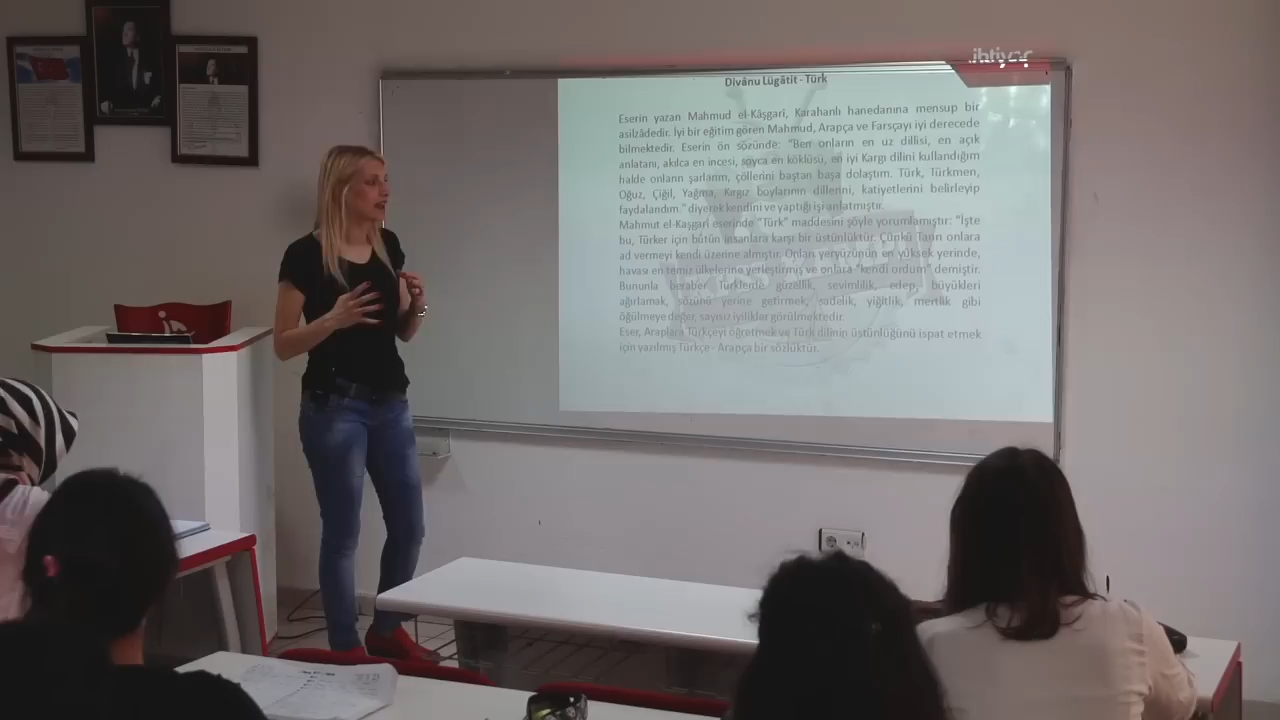 ihtiyaç
Divânu Lügâtit - Türk
Eserin yazan Mahmud el-Kâşgarî, Karahanlı hanedanına mensup bir
asilzâdedir. İyi bir eğitim gören Mahmud, Arapça ve Farsçayı iyi derecede
bilmektedir. Eserin ön sözünde: “Ben onların en uz dillisi, en açık
anlatanı, akılca en incesi, soyca en köklüsü, en iyi Kargı dilini kullandığım
halde onların şarlarını, çöllerini baştan başa dolaştım. Türk, Türkmen,
Oğuz, Çiğil, Yağma, Kırgız boylarının dillerini, katiyetlerini belirleyip
faydalandım.” diyerek kendini ve yaptığı işi anlatmıştır.
Mahmut el-Kaşgari eserinde “Türk” maddesini şöyle yorumlamıştır: “İşte
bu, Türker için bütün insanlara karşı bir üstünlüktür. Çünkü Tanrı onlara
ad vermeyi kendi üzerine almıştır. Onları yeryüzünün en yüksek yerinde,
havası en temiz ülkelerine yerleştirmiş ve onlara “kendi ordum” demiştir.
Bununla beraber Türklerde güzellik, sevimlilik, edep, büyükleri
ağırlamak, sözünü yerine getirmek, sadelik, yiğitlik, mertlik gibi
öğülmeye değer, sayısız iyilikler görülmektedir.
Eser, Araplara Türkçeyi öğretmek ve Türk dilinin üstünlüğünü ispat etmek
için yazılmış Türkçe - Arapça bir sözlüktür.